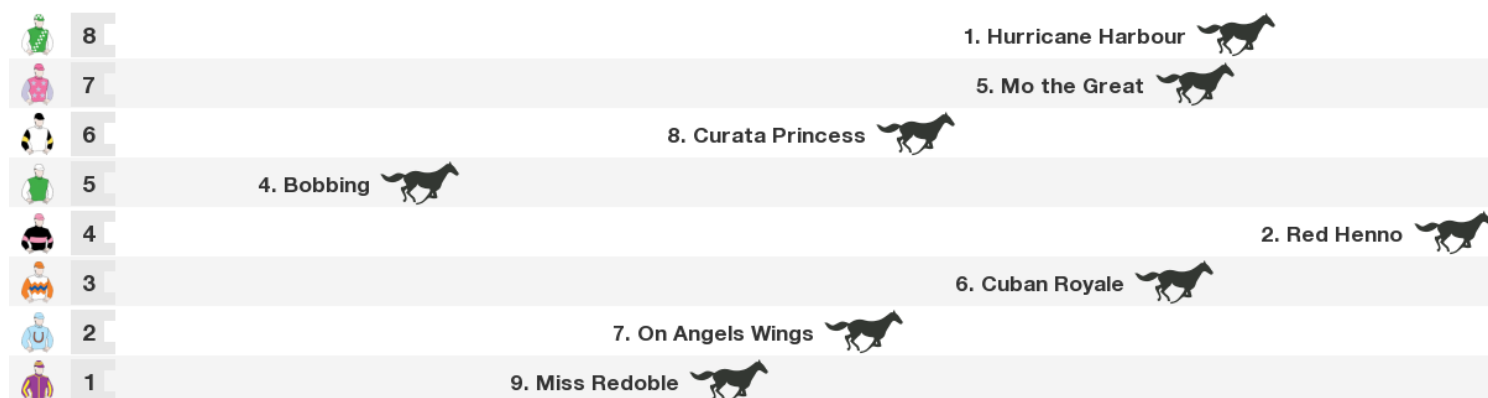 8 1. Hurricane Harbour
7 5. Mo the Great
6 8. Curata Princess
5 4. Bobbing
4 2. Red Henno
3 6. Cuban Royale
2 7. On Angels Wings
1 9. Miss Redoble